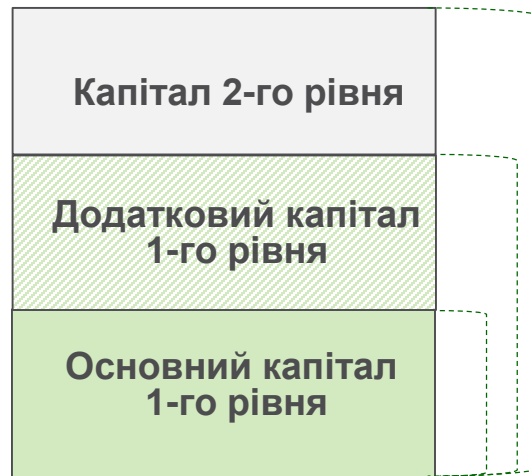 Капітал 2-го рівня
Додатковий капітал
1-го рівня
Основний капітал
1-го рівня